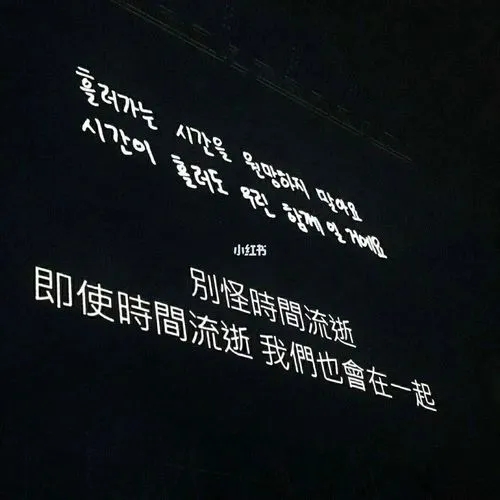 흘러가는 시간을 원망하지 말아요
시간이 흘러도 우린 함께 일 거에요
小红书
別怪時間流逝
即使時間流逝 我們也會在一起